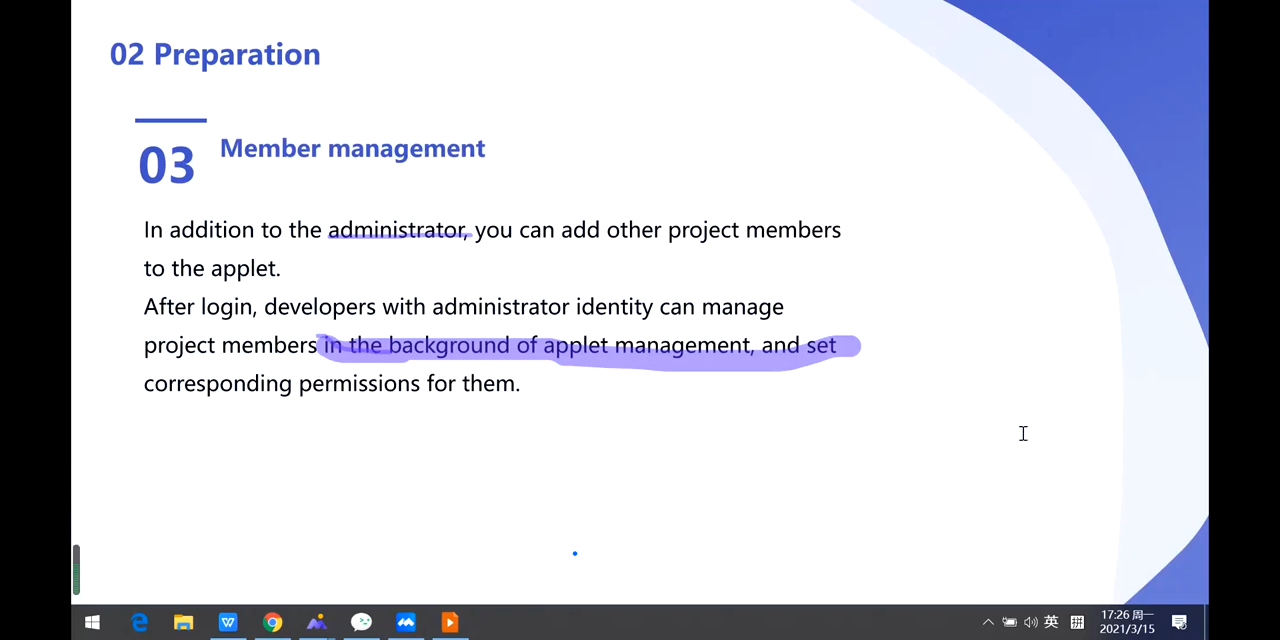 02 Preparation
03
Member management
In addition to the administrator, you can add other project members
to the applet.
After login, developers with administrator identity can manage
project members in the background of applet management, and set
corresponding permissions for them.
英
17:26 周一
2021/3/15